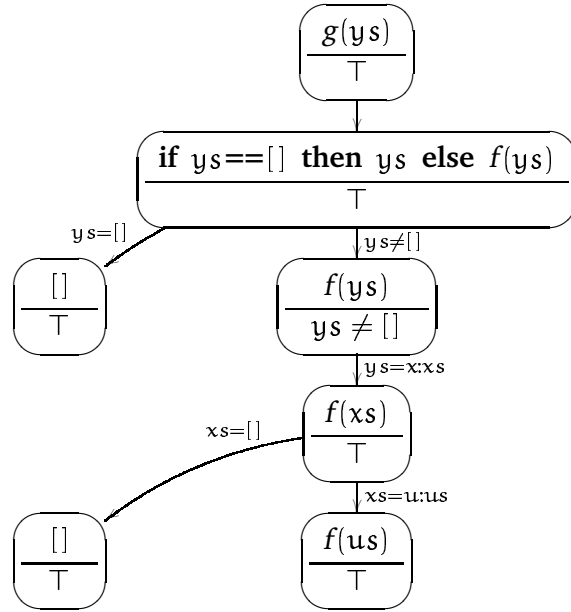 g(ys)
⊤
if ys==[] then ys else f(ys)
⊤
ys=[]
ys≠[]
[]
⊤
f(ys)
ys ≠ []
ys=x:xs
f(xs)
⊤
xs=[]
xs=u:us
[]
⊤
f(us)
⊤